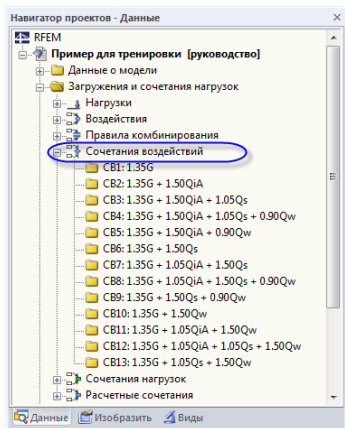 Навигатор проектов - Данные
RFEM
Пример для тренировки [руководство]
Данные о модели
Загружения и сочетания нагрузок
Нагрузки
Воздействия
Правила комбинирования
Сочетания воздействий
СВ1: 1.35G
СВ2: 1.35G + 1.50QiA
СВ3: 1.35G + 1.50QiA + 1.05Qs
СВ4: 1.35G + 1.50QiA + 1.05Qs + 0.90Qw
СВ5: 1.35G + 1.50QiA + 0.90Qw
СВ6: 1.35G + 1.50Qs
СВ7: 1.35G + 1.05QiA + 1.50Qs
СВ8: 1.35G + 1.05QiA + 1.50Qs + 0.90Qw
СВ9: 1.35G + 1.50Qs + 0.90Qw
СВ10: 1.35G + 1.50Qw
СВ11: 1.35G + 1.05QiA + 1.50Qw
СВ12: 1.35G + 1.05QiA + 1.05Qs + 1.50Qw
СВ13: 1.35G + 1.05Qs + 1.50Qw
Сочетания нагрузок
Расчетные сочетания
Данные Изобразить Виды